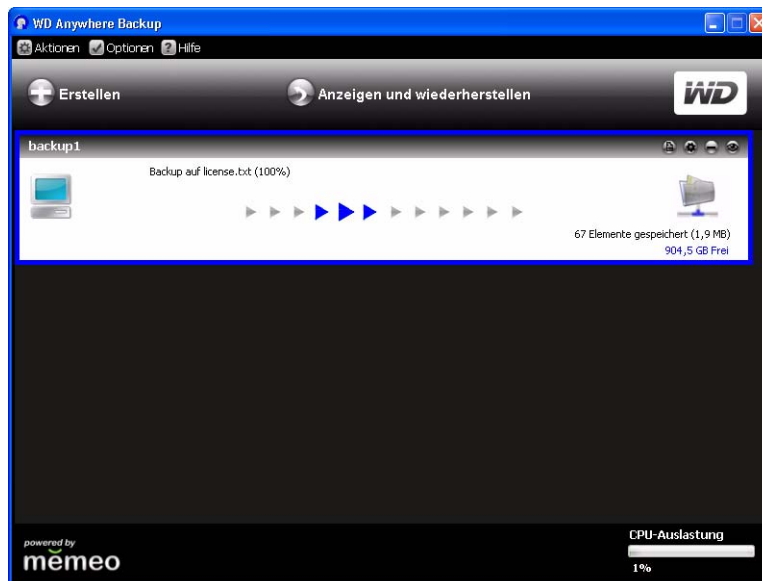 WD Anywhere Backup
Aktionen Optionen Hilfe
Erstellen
Anzeigen und wiederherstellen
WD
backup1
Backup auf license.txt (100%)
67 Elemente gespeichert (1,9 MB)
904,5 GB Frei
powered by
mĕmeo
CPU-Auslastung
1%